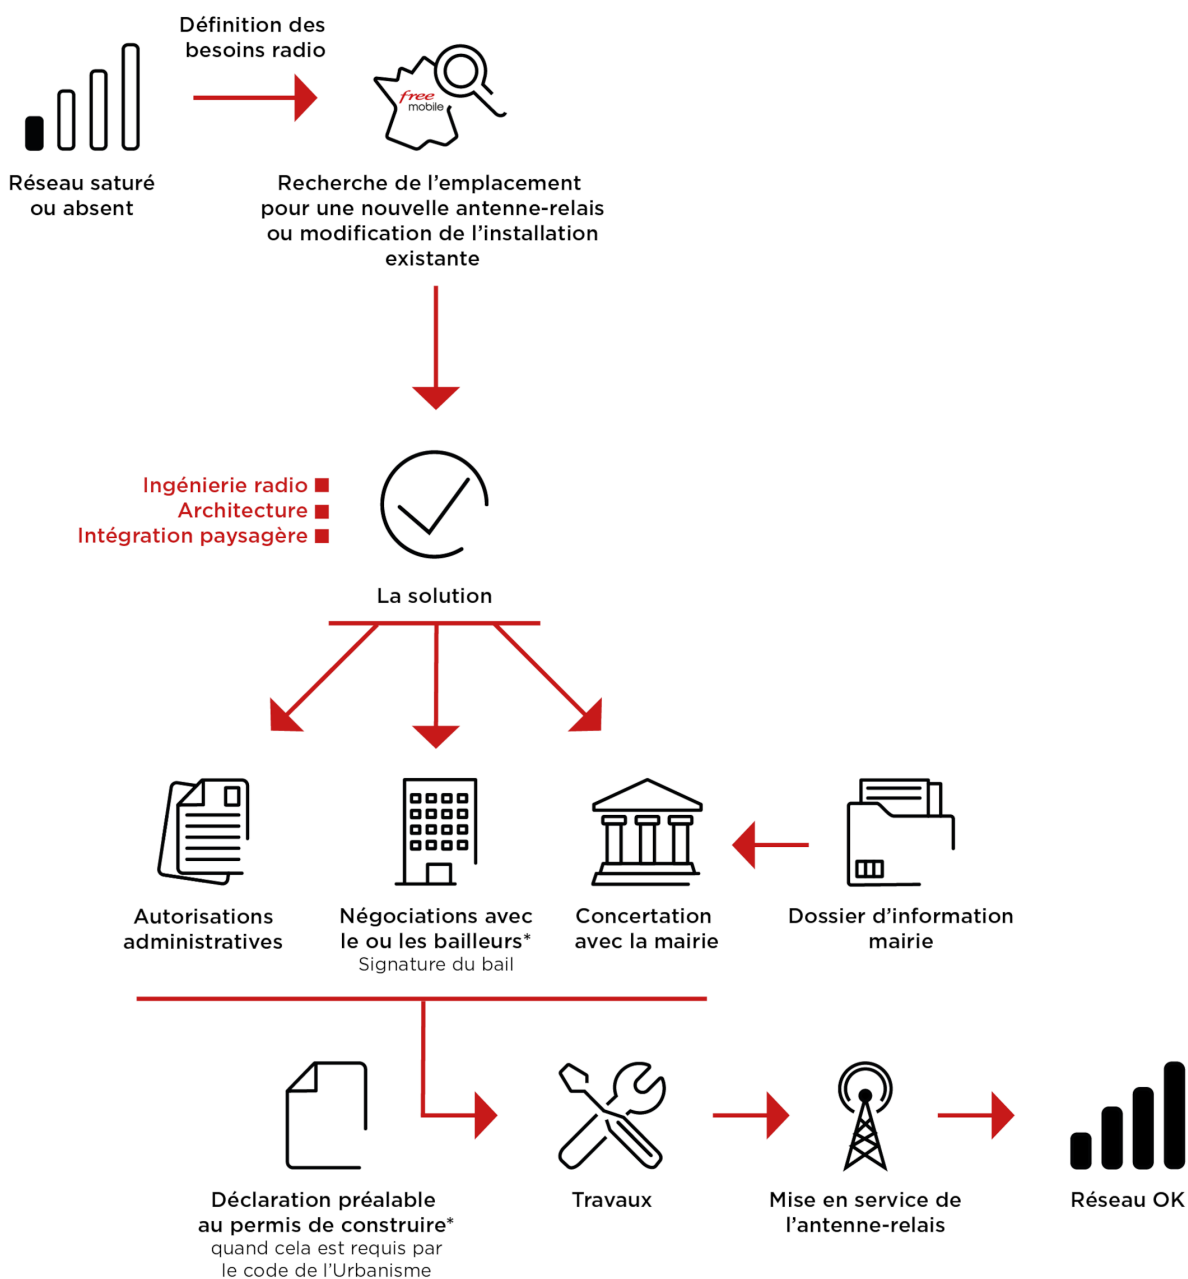 Définition des
besoins radio
free
mobile
Réseau saturé
ou absent
Recherche de l'emplacement
pour une nouvelle antenne-relais
ou modification de l'installation
existante
Ingénierie radio
Architecture
Intégration paysagère
La solution
Autorisations
administratives
Négociations avec
le ou les bailleurs*
Signature du bail
Concertation
avec la mairie
Dossier d'information
mairie
Déclaration préalable
au permis de construire*
quand cela est requis par
le code de l'Urbanisme
Travaux
Mise en service de
l'antenne-relais
Réseau OK